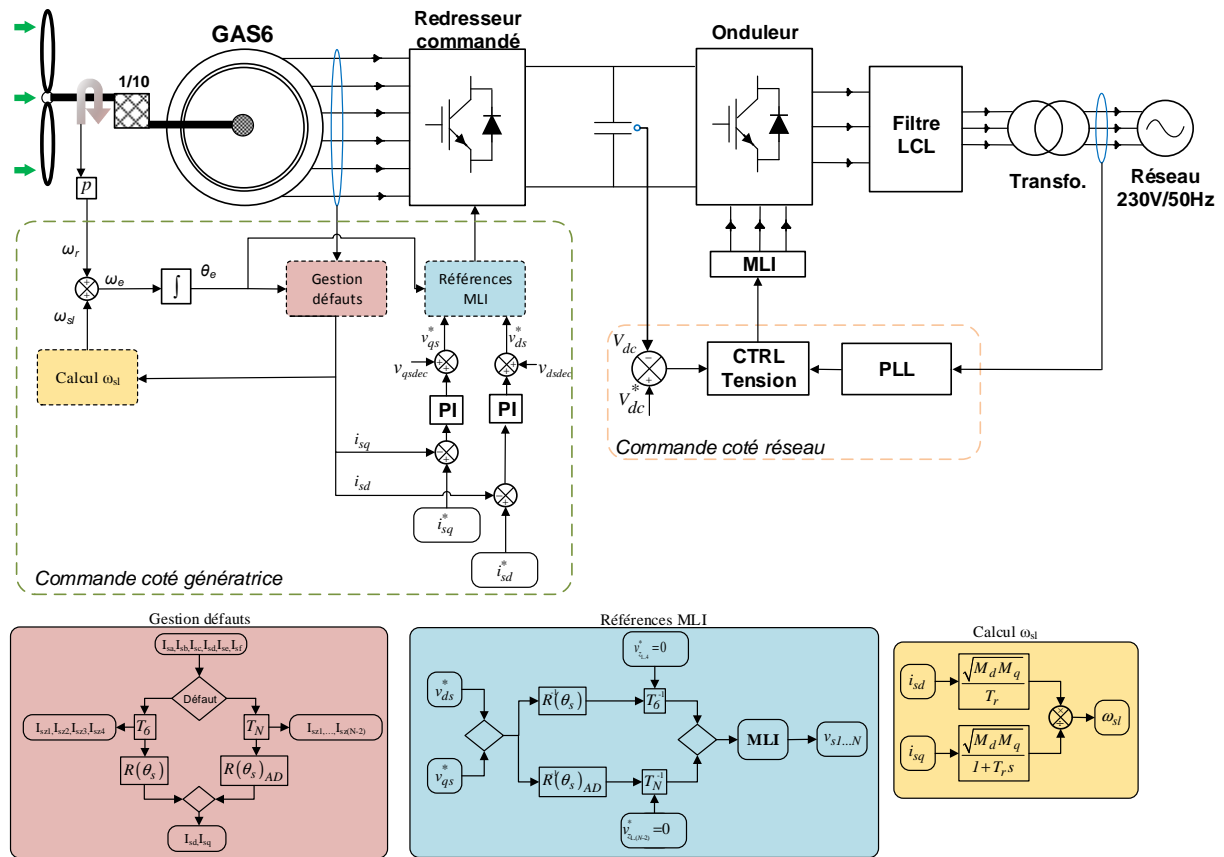 GAS6
Redresseur
commandé
Onduleur
1/10
Filtre
LCL
Transfo.
Réseau
230V/50Hz
p
ω_r
ω_e
θ_e
∫
ω_sl
Gestion
défauts
Références
MLI
MLI
Calcul ω_sl
v*_qs
v*_ds
v_qsdec
v_dsdec
PI
PI
i_sq
i_sd
i*_sq
i*_sd
Commande coté génératrice
V_dc
V*_dc
CTRL
Tension
PLL
Commande coté réseau
Gestion défauts
I_sa,I_sb,I_sc,I_sd,I_se,I_sf
Défaut
I_sz1,I_sz2,I_sz3,I_sz4
T_6
T_N
I_sz1,...,I_sz(N-2)
R(θ_s)
R(θ_s)_AD
I_sd,I_sq
Références MLI
v*_z1..4=0
v*_ds
v*_qs
R^-1(θ_s)
T_6^-1
MLI
v_s1...N
R^-1(θ_s)_AD
T_N^-1
v*_z1..(N-2)=0
Calcul ω_sl
i_sd
√M_d M_q
T_r
ω_sl
i_sq
√M_d M_q
1+T_r s